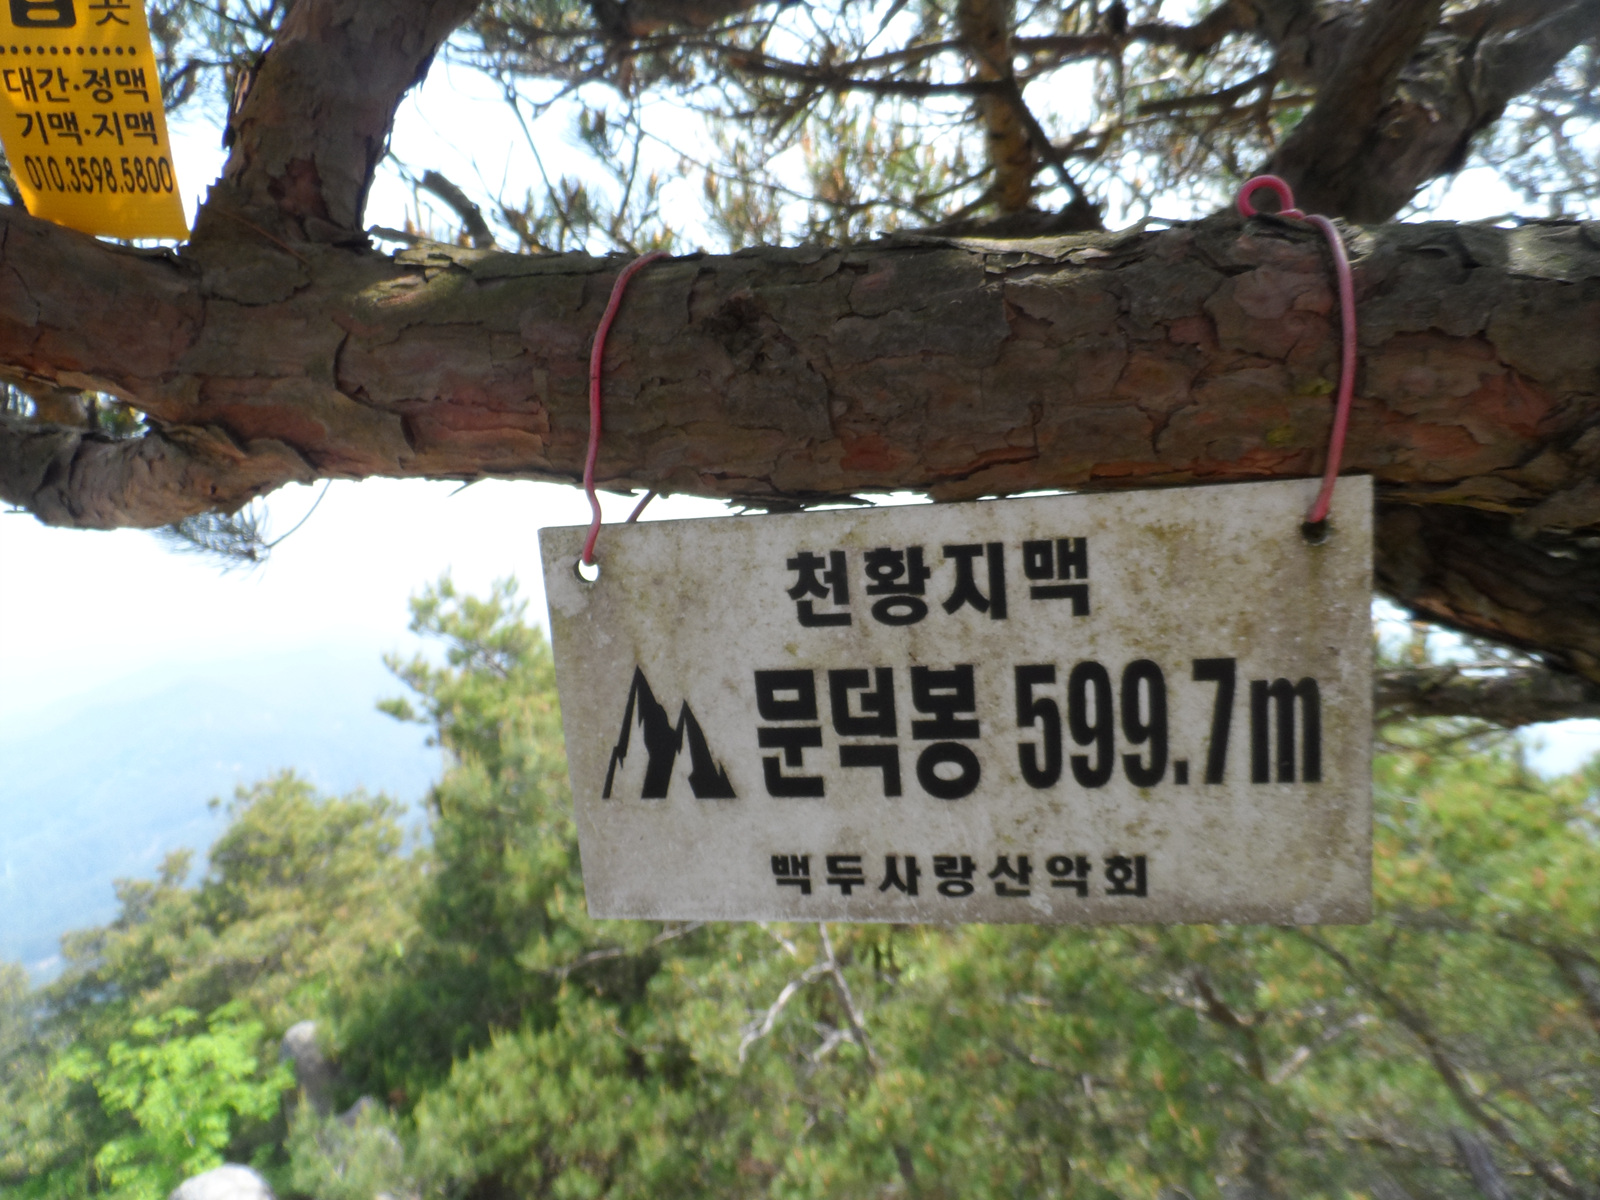 대간·정맥
기맥·지맥
010.3598.5800
천황지맥
문덕봉 599.7m
백두사랑산악회